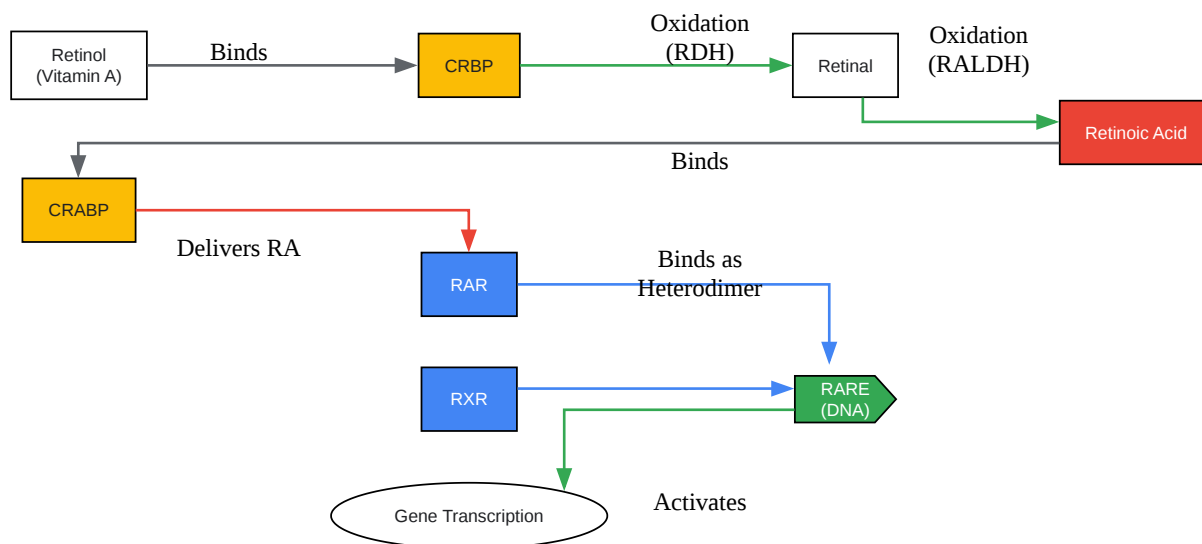 Retinol
(Vitamin A)
Binds
CRBP
Oxidation
(RDH)
Retinal
Oxidation
(RALDH)
Retinoic Acid
Binds
CRABP
Delivers RA
RAR
Binds as
Heterodimer
RXR
RARE
(DNA)
Gene Transcription
Activates